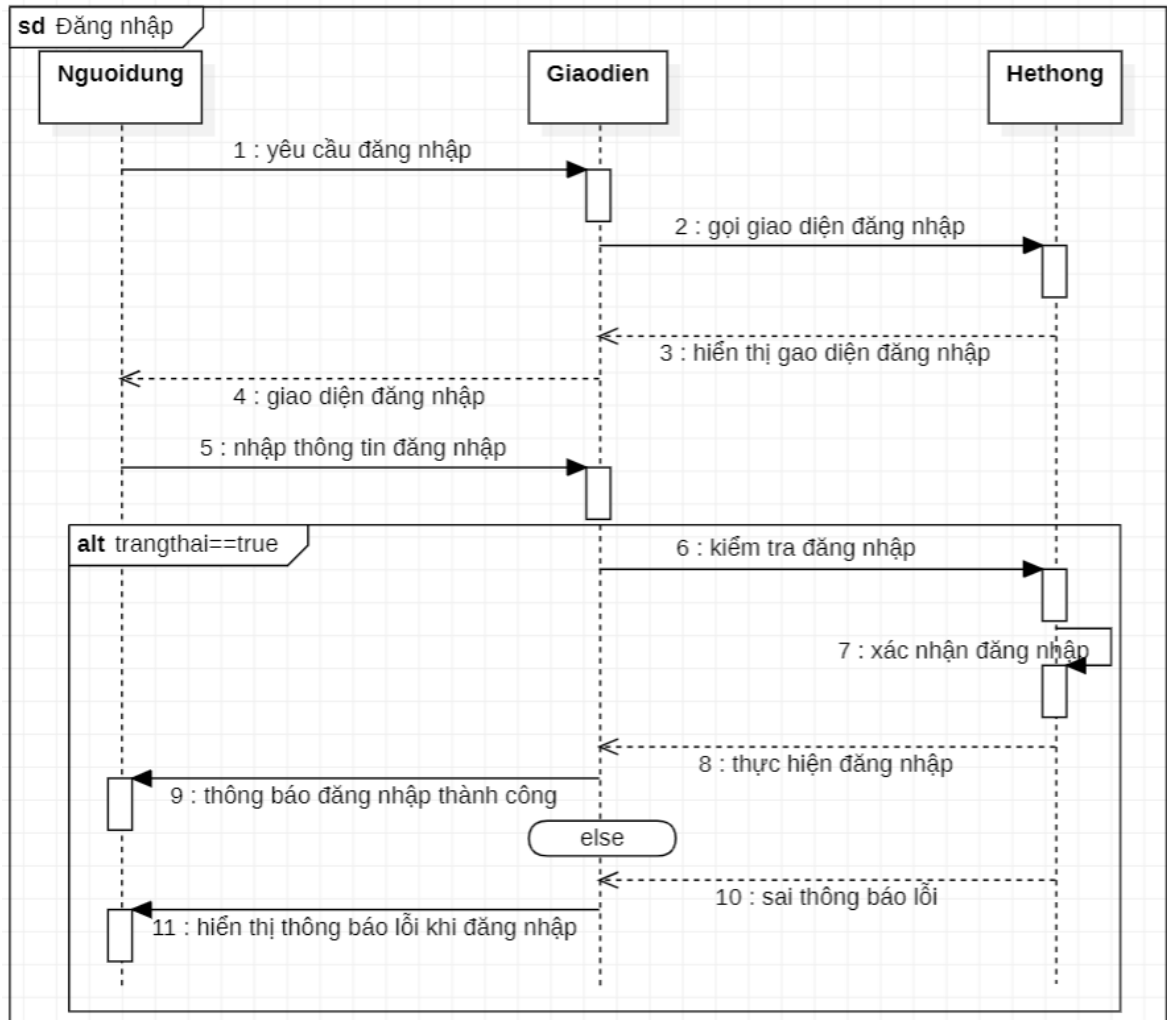 sd Đăng nhập
Nguoidung
Giaodien
Hethong
1 : yêu cầu đăng nhập
2 : gọi giao diện đăng nhập
3 : hiển thị gao diện đăng nhập
4 : giao diện đăng nhập
5 : nhập thông tin đăng nhập
alt trangthai==true
6 : kiểm tra đăng nhập
7 : xác nhận đăng nhập
8 : thực hiện đăng nhập
9 : thông báo đăng nhập thành công
else
10 : sai thông báo lỗi
11 : hiển thị thông báo lỗi khi đăng nhập